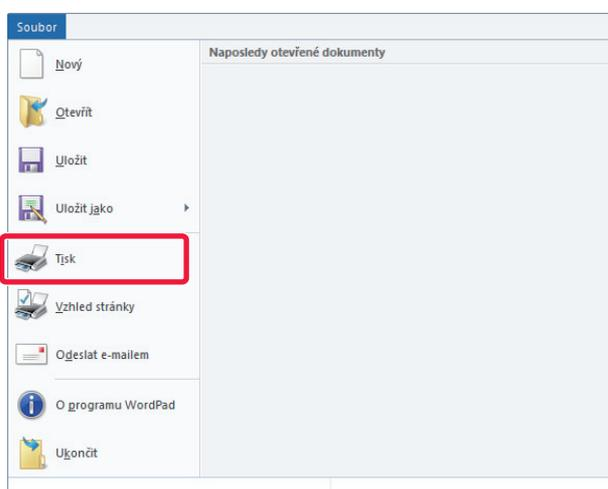 Soubor
Nový
Otevřít
Uložit
Uložit jako
Tisk
Vzhled stránky
Odeslat e-mailem
O programu WordPad
Ukončit
Naposledy otevřené dokumenty